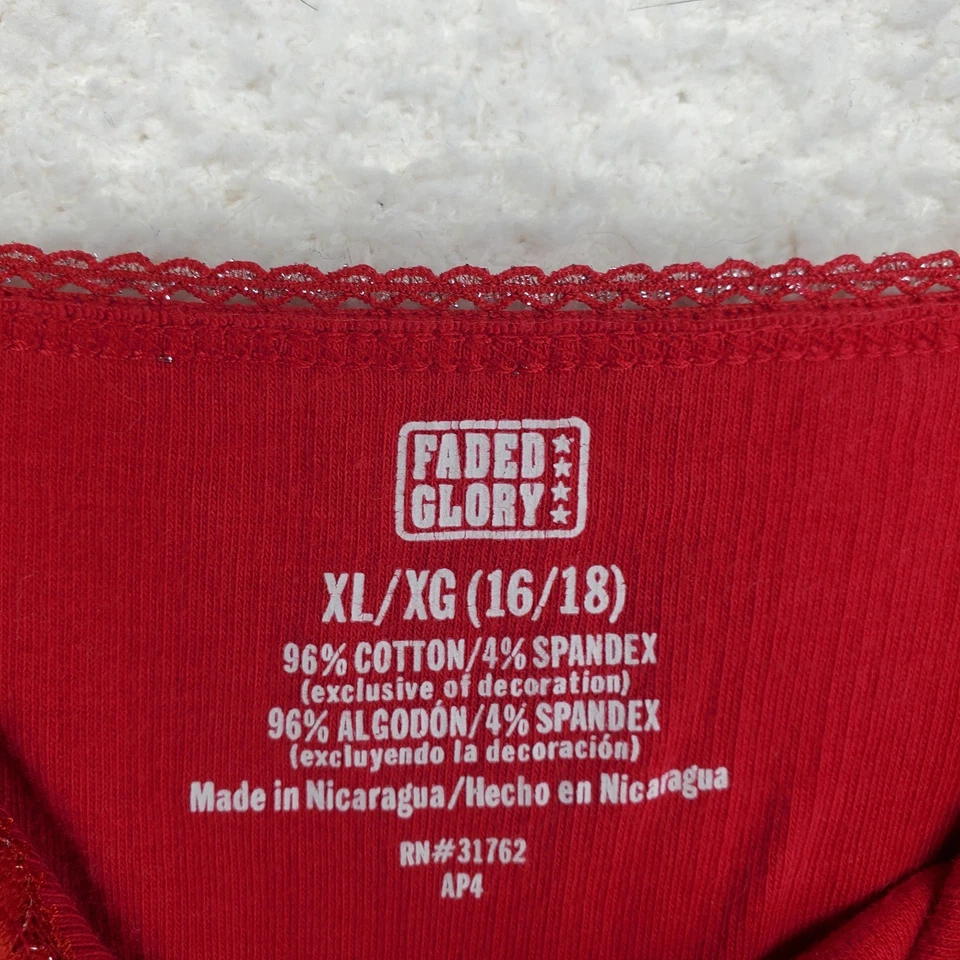 FADED
GLORY
XL/XG (16/18)
96% COTTON/4% SPANDEX
(exclusive of decoration)
96% ALGODÓN/4% SPANDEX
(excluyendo la decoración)
Made in Nicaragua/Hecho en Nicaragua
RN#31762
AP4